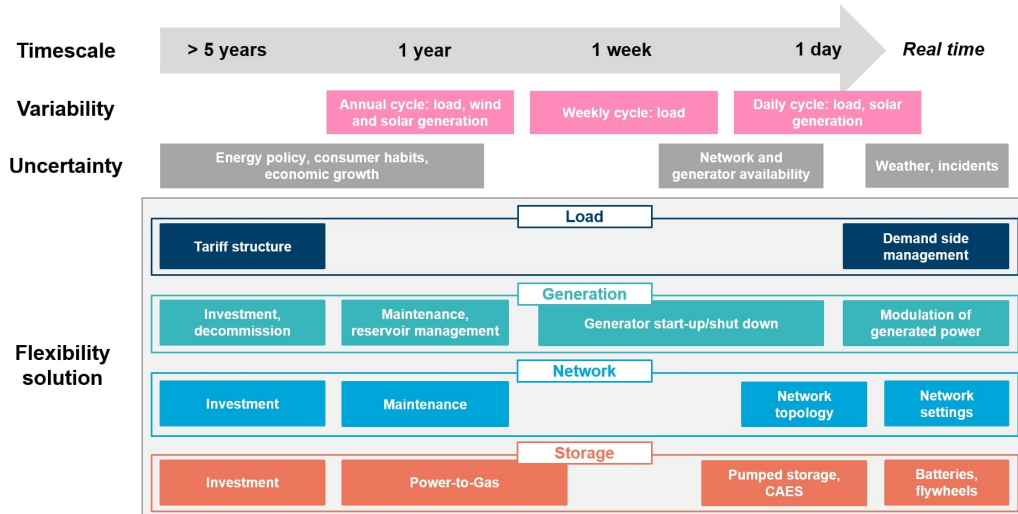 Timescale
> 5 years
1 year
1 week
1 day
Real time
Variability
Annual cycle: load, wind
and solar generation
Weekly cycle: load
Daily cycle: load, solar
generation
Uncertainty
Energy policy, consumer habits,
economic growth
Network and
generator availability
Weather, incidents
Flexibility
solution
Load
Tariff structure
Demand side
management
Generation
Investment,
decommission
Maintenance,
reservoir management
Generator start-up/shut down
Modulation of
generated power
Network
Investment
Maintenance
Network
topology
Network
settings
Storage
Investment
Power-to-Gas
Pumped storage,
CAES
Batteries,
flywheels